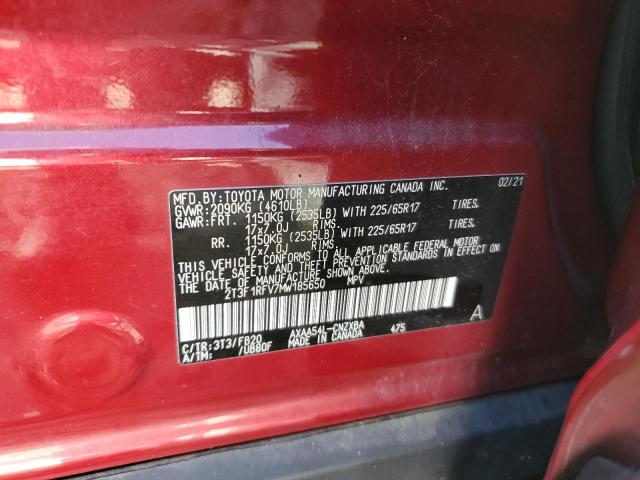 MFD. BY: TOYOTA MOTOR MANUFACTURING CANADA INC. 02/21
GVWR: 2090KG (4610LB)
GAWR: FRT 1150KG (2535LB) WITH 225/65R17 TIRES,
17x7.0J RIMS
RR. 1150KG (2535LB) WITH 225/65R17 TIRES,
17x7.0J RIMS
THIS VEHICLE CONFORMS TO ALL APPLICABLE FEDERAL MOTOR
VEHICLE SAFETY AND THEFT PREVENTION STANDARDS IN EFFECT ON
THE DATE OF MANUFACTURE SHOWN ABOVE.
2T3F1RFV7MW185650 MPV
A
C/TR: 3T3/FB20 AXAA54L-CNZXBA 475
A/TM: /UB80F MADE IN CANADA